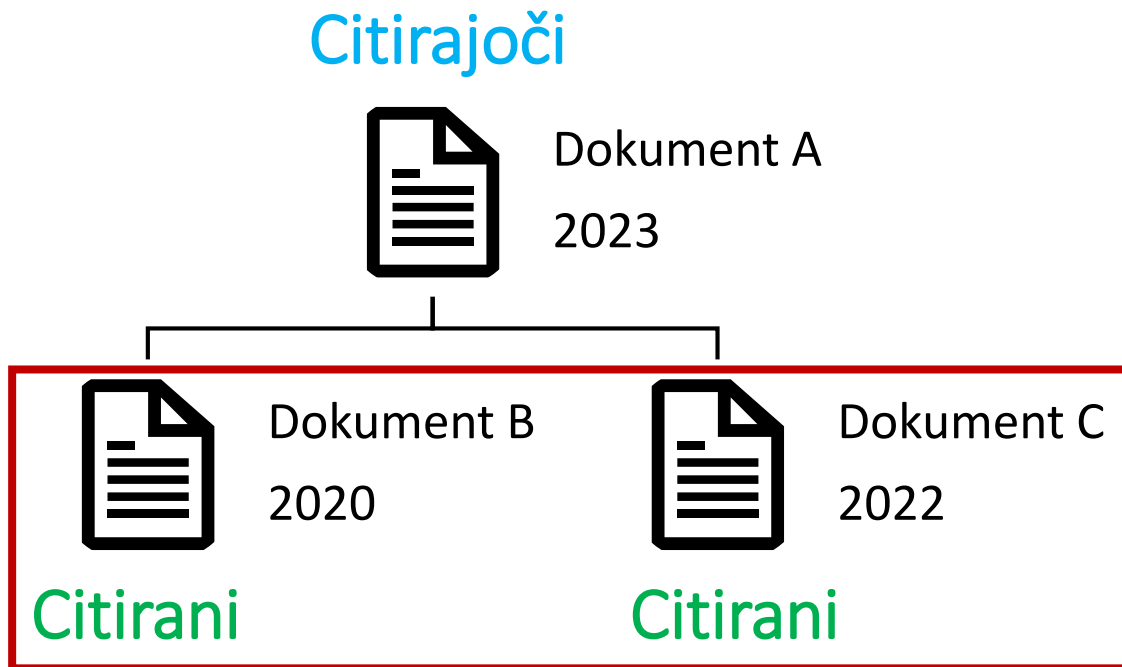 Citirajoči
Dokument A
2023
Dokument B
2020
Citirani
Dokument C
2022
Citirani